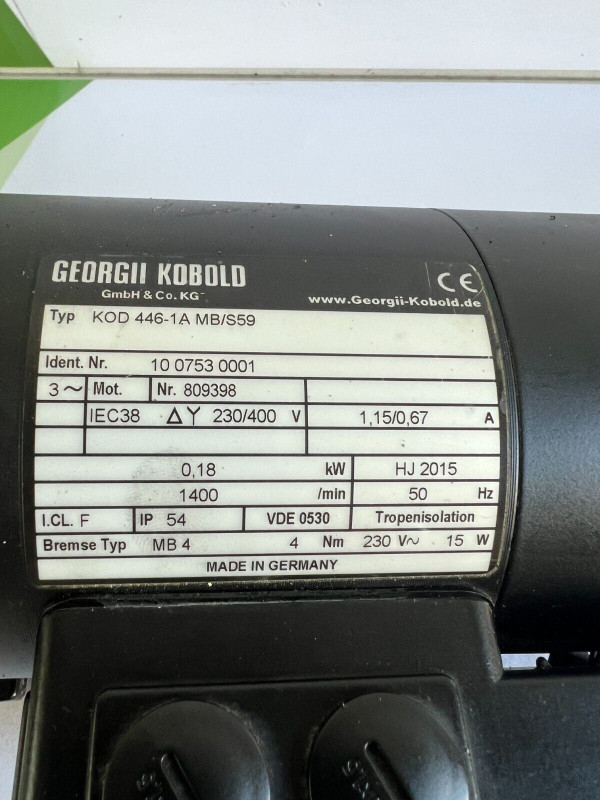 GEORGII KOBOLD
GmbH & Co. KG
CE
www.Georgii-Kobold.de
Typ KOD 446-1A MB/S59
Ident. Nr. 10 0753 0001
3~ Mot. Nr. 809398
IEC38 Δ Y 230/400 V 1,15/0,67 A
0,18 kW HJ 2015
1400 /min 50 Hz
I.CL. F IP 54 VDE 0530 Tropenisolation
Bremse Typ MB 4 4 Nm 230 V~ 15 W
MADE IN GERMANY